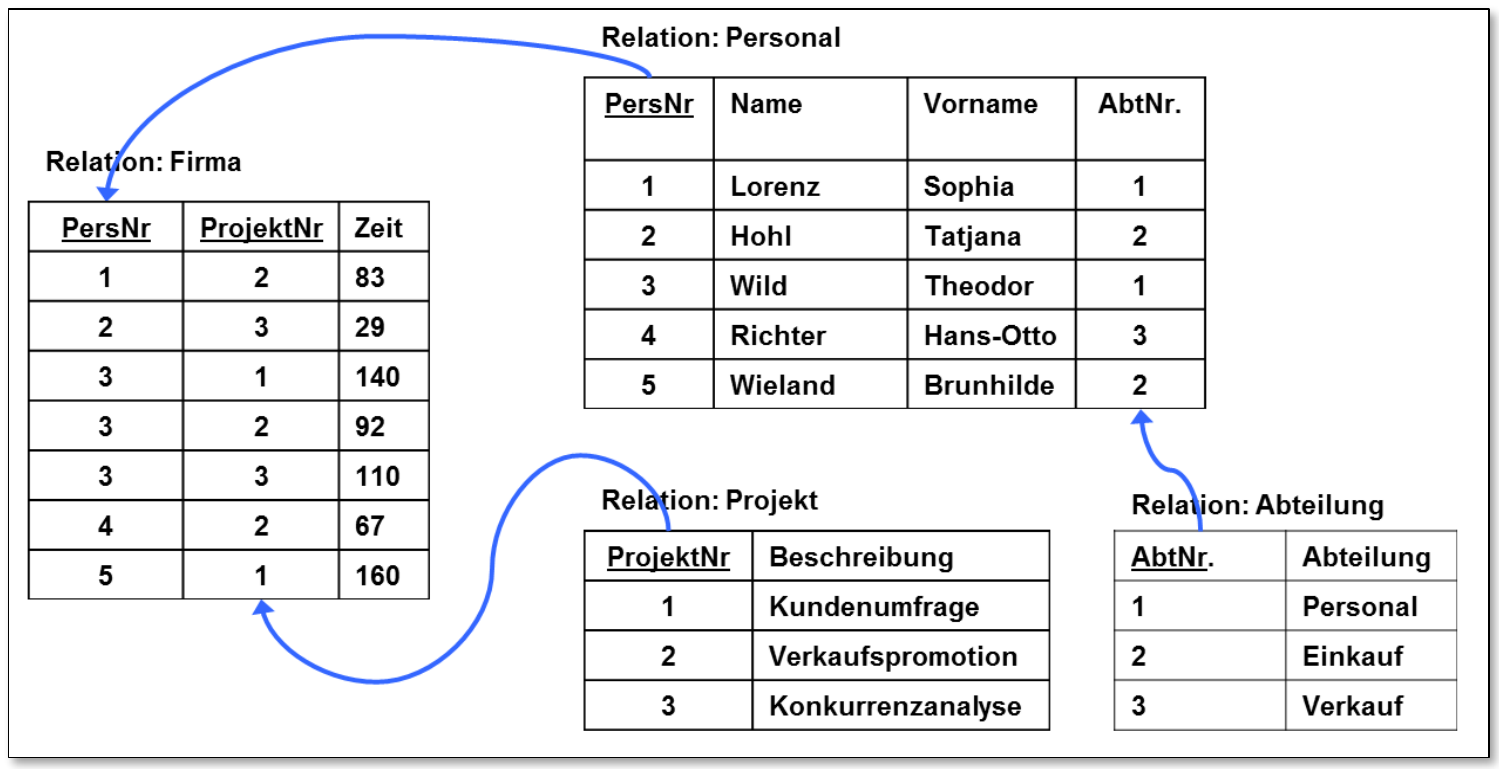 Relation: Personal
PersNr Name Vorname AbtNr.
1 Lorenz Sophia 1
2 Hohl Tatjana 2
3 Wild Theodor 1
4 Richter Hans-Otto 3
5 Wieland Brunhilde 2
Relation: Firma
PersNr ProjektNr Zeit
1 2 83
2 3 29
3 1 140
3 2 92
3 3 110
4 2 67
5 1 160
Relation: Projekt
ProjektNr Beschreibung
1 Kundenumfrage
2 Verkaufspromotion
3 Konkurrenzanalyse
Relation: Abteilung
AbtNr. Abteilung
1 Personal
2 Einkauf
3 Verkauf